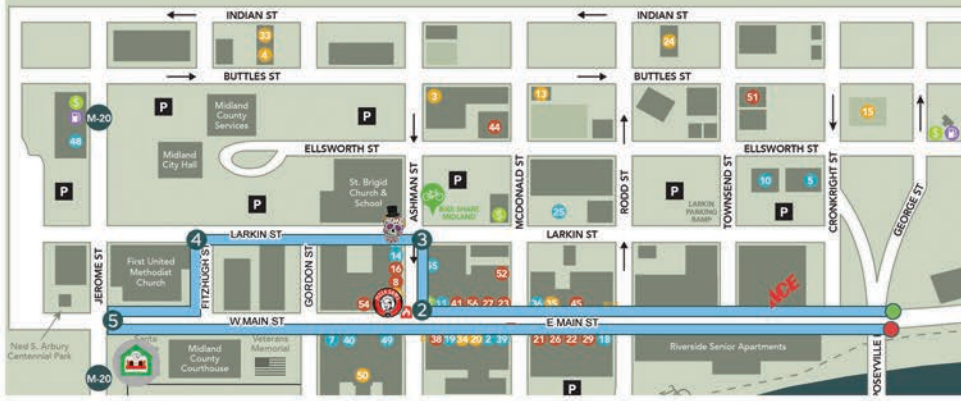 INDIAN ST
INDIAN ST
33
4
24
BUTTLES ST
BUTTLES ST
$
M-20
48
P
P
Midland
County
Services
3
44
13
51
15
$
ELLSWORTH ST
ELLSWORTH ST
Midland
City Hall
P
P
St. Brigid
Church &
School
ASHMAN ST
P
BIKE SHARE
MIDLAND
$
MCDONALD ST
25
RODD ST
P
LARKIN
PARKING
RAMP
TOWNSEND ST
10
5
P
CRONKRIGHT ST
GEORGE ST
4
LARKIN ST
3
LARKIN ST
JEROME ST
First United
Methodist
Church
FITZHUGH ST
GORDON ST
14
16
8
54
55
52
11
41
56
27
23
36
35
45
ACE
2
5
W MAIN ST
E MAIN ST
Ned S. Arbury
Centennial Park
Santa
M-20
Midland
County
Courthouse
Veterans
Memorial
7
40
49
50
38
19
34
20
2
39
21
26
22
29
18
P
Riverside Senior Apartments
POSEYVILLE